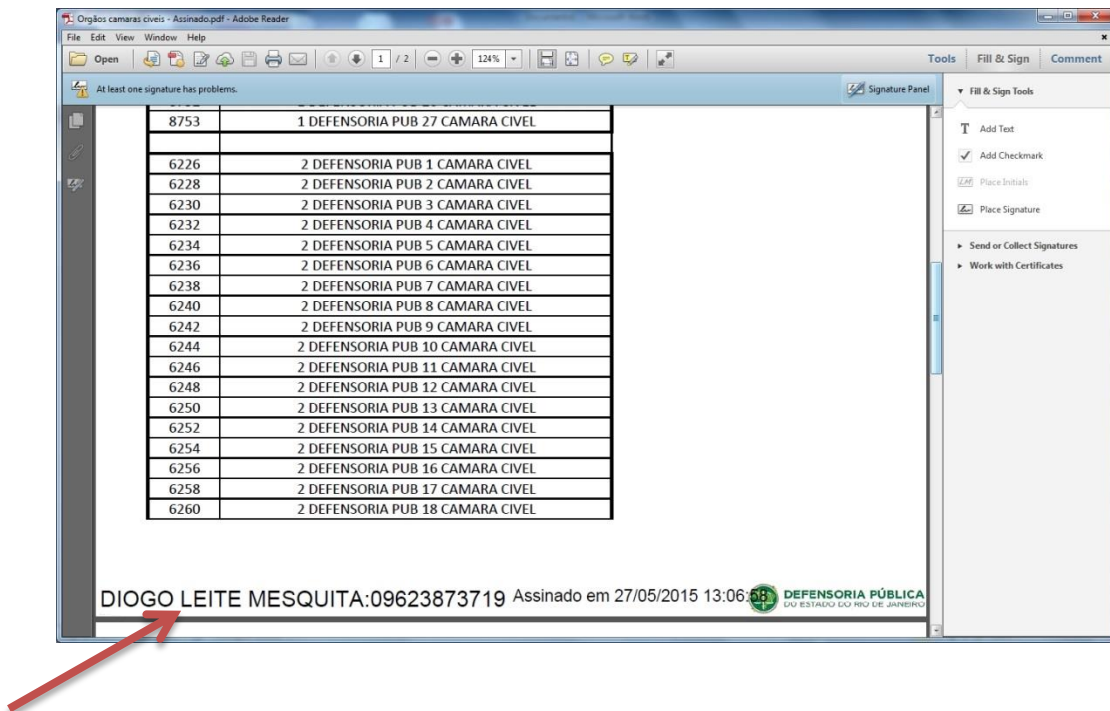 Orgãos camaras civeis - Assinado.pdf - Adobe Reader
File Edit View Window Help
Open 1 / 2 124% Tools Fill & Sign Comment
At least one signature has problems. Signature Panel
8753 1 DEFENSORIA PUB 27 CAMARA CIVEL
6226 2 DEFENSORIA PUB 1 CAMARA CIVEL
6228 2 DEFENSORIA PUB 2 CAMARA CIVEL
6230 2 DEFENSORIA PUB 3 CAMARA CIVEL
6232 2 DEFENSORIA PUB 4 CAMARA CIVEL
6234 2 DEFENSORIA PUB 5 CAMARA CIVEL
6236 2 DEFENSORIA PUB 6 CAMARA CIVEL
6238 2 DEFENSORIA PUB 7 CAMARA CIVEL
6240 2 DEFENSORIA PUB 8 CAMARA CIVEL
6242 2 DEFENSORIA PUB 9 CAMARA CIVEL
6244 2 DEFENSORIA PUB 10 CAMARA CIVEL
6246 2 DEFENSORIA PUB 11 CAMARA CIVEL
6248 2 DEFENSORIA PUB 12 CAMARA CIVEL
6250 2 DEFENSORIA PUB 13 CAMARA CIVEL
6252 2 DEFENSORIA PUB 14 CAMARA CIVEL
6254 2 DEFENSORIA PUB 15 CAMARA CIVEL
6256 2 DEFENSORIA PUB 16 CAMARA CIVEL
6258 2 DEFENSORIA PUB 17 CAMARA CIVEL
6260 2 DEFENSORIA PUB 18 CAMARA CIVEL
DIOGO LEITE MESQUITA:09623873719 Assinado em 27/05/2015 13:06:58
DEFENSORIA PÚBLICA
DO ESTADO DO RIO DE JANEIRO
Fill & Sign Tools
T Add Text
Add Checkmark
Place Initials
Place Signature
Send or Collect Signatures
Work with Certificates